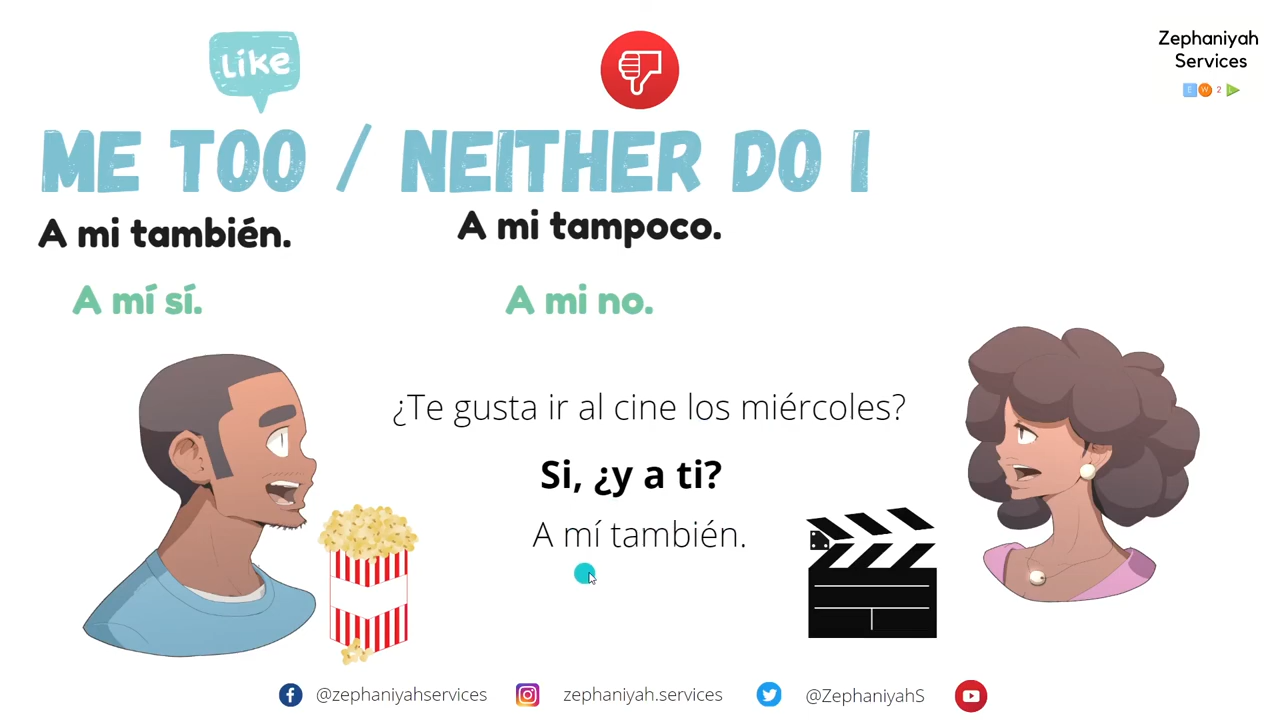 Like
Zephaniyah
Services
E W 2
ME TOO / NEITHER DO I
A mi también.
A mi tampoco.
A mí sí.
A mi no.
¿Te gusta ir al cine los miércoles?
Si, ¿y a ti?
A mí también.
@zephaniyahservices
zephaniyah.services
@ZephaniyahS